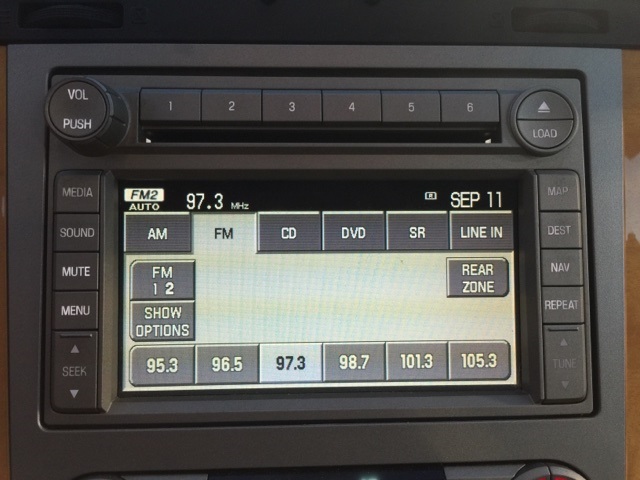 VOL
PUSH
1 2 3 4 5 6
LOAD
MEDIA
SOUND
MUTE
MENU
SEEK
FM2
AUTO
97.3 MHz
SEP 11
AM FM CD DVD SR LINE IN
FM
1 2
REAR
ZONE
SHOW
OPTIONS
95.3 96.5 97.3 98.7 101.3 105.3
MAP
DEST
NAV
REPEAT
TUNE